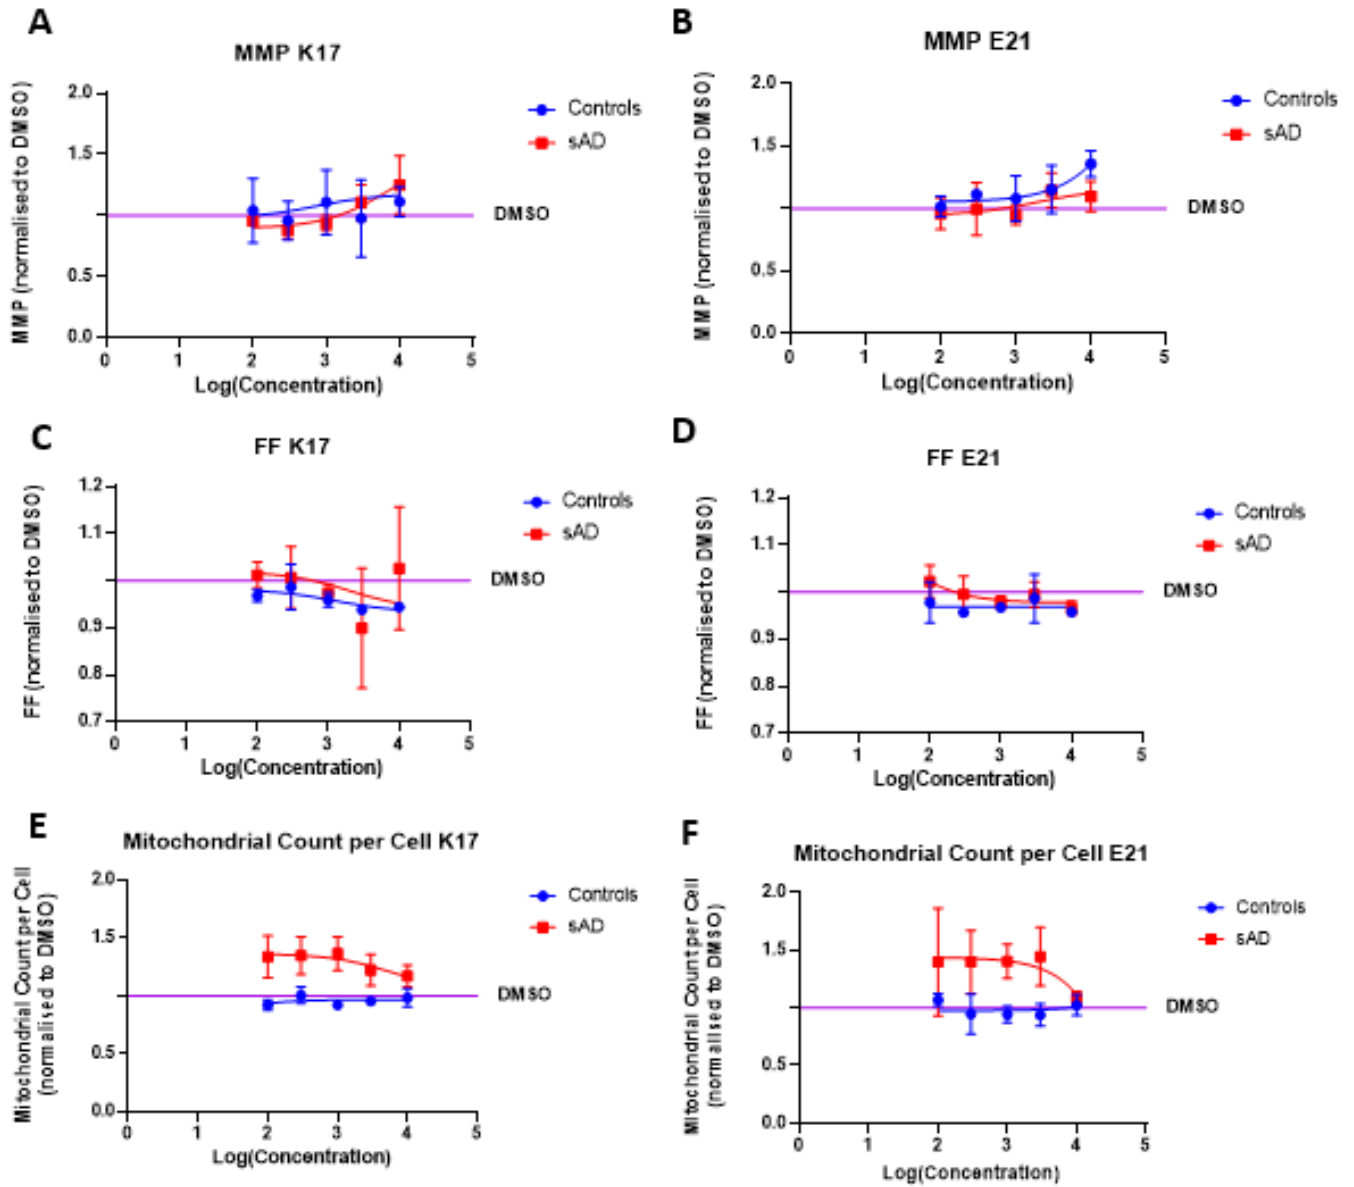 A
MMP K17
MMP (normalised to DMSO)
2.0
1.5
0.5
0.0
0 1 2 3 4 5
Log(Concentration)
Controls
sAD
DMSO
B
MMP E21
MMP (normalised to DMSO)
2.0
1.5
0.5
0.0
0 1 2 3 4 5
Log(Concentration)
Controls
sAD
DMSO
C
FF K17
FF (normalised to DMSO)
1.2
1.1
0.9
0.8
0.7
0 1 2 3 4 5
Log(Concentration)
Controls
sAD
DMSO
D
FF E21
FF (normalised to DMSO)
1.2
1.1
0.9
0.8
0.7
0 1 2 3 4 5
Log(Concentration)
Controls
sAD
DMSO
E
Mitochondrial Count per Cell K17
Mitochondrial Count per Cell
(normalised to DMSO)
2.0
1.5
0.5
0.0
0 1 2 3 4 5
Log(Concentration)
Controls
sAD
DMSO
F
Mitochondrial Count per Cell E21
Mitochondrial Count per Cell
(normalised to DMSO)
2.0
1.5
0.5
0.0
0 1 2 3 4 5
Log(Concentration)
Controls
sAD
DMSO